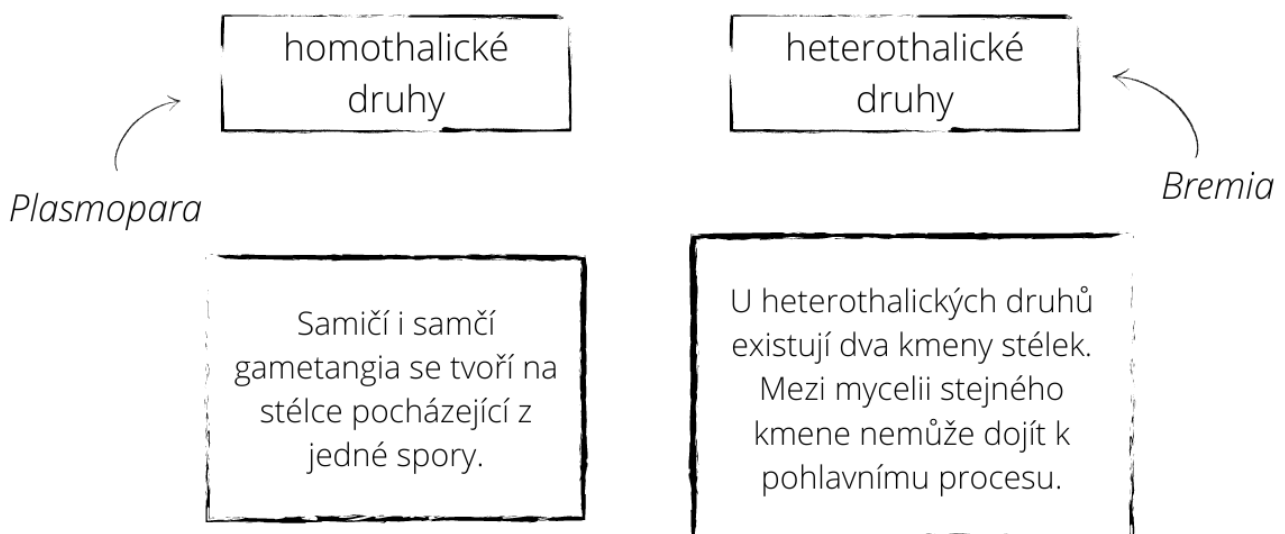 homothalické
druhy
heterothalické
druhy
Plasmopara
Bremia
Samičí i samčí
gametangia se tvoří na
stélce pocházející z
jedné spory.
U heterothalických druhů
existují dva kmeny stélek.
Mezi mycelii stejného
kmene nemůže dojít k
pohlavnímu procesu.